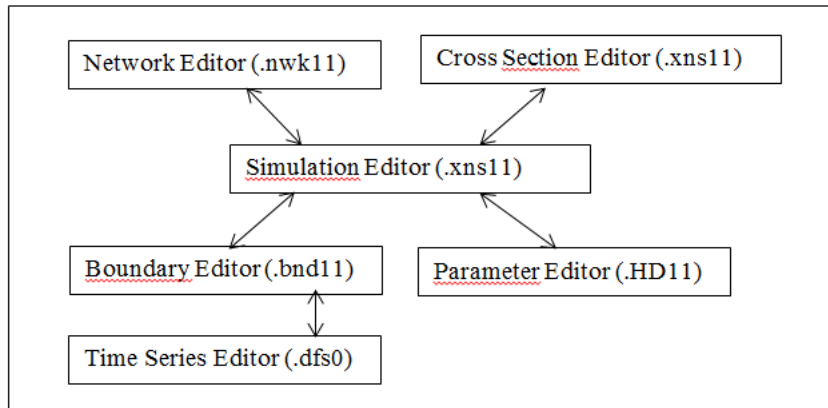 Network Editor (.nwk11)
Cross Section Editor (.xns11)
Simulation Editor (.xns11)
Boundary Editor (.bnd11)
Parameter Editor (.HD11)
Time Series Editor (.dfs0)